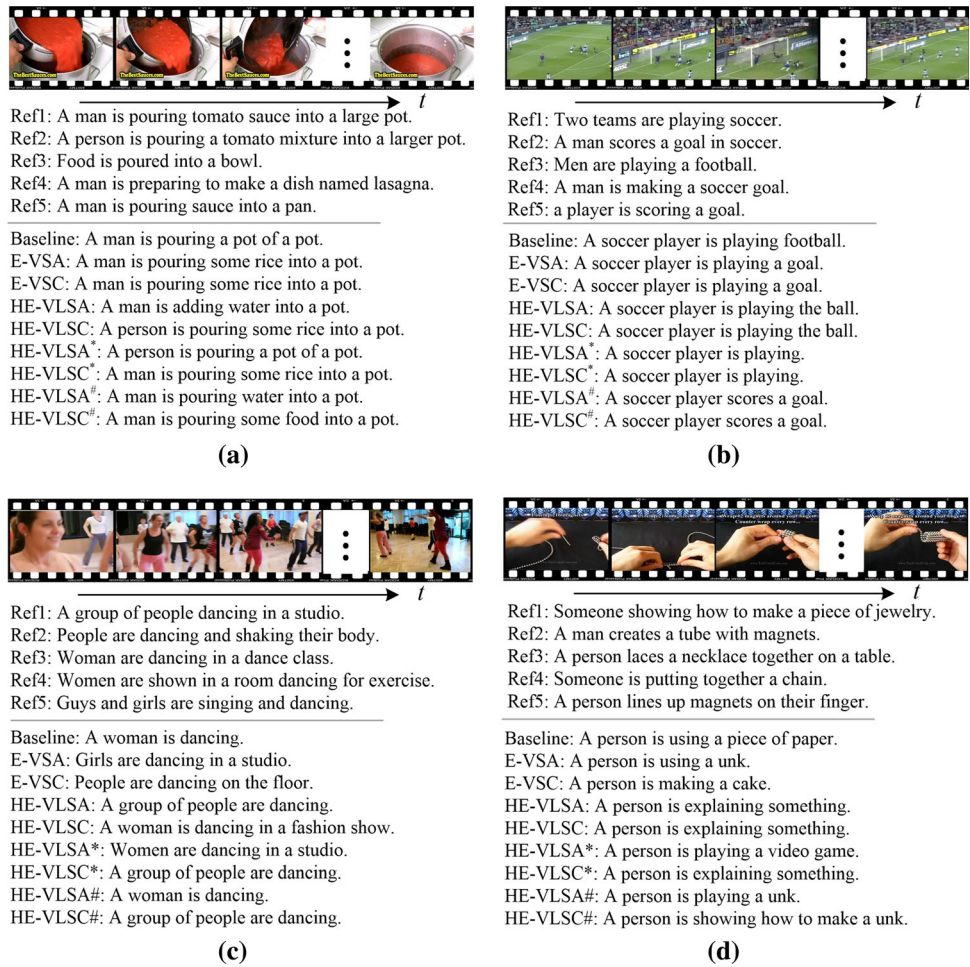 TheBestSauces.com
TheBestSauces.com
TheBestSauces.com
TheBestSauces.com
t
Ref1: A man is pouring tomato sauce into a large pot.
Ref2: A person is pouring a tomato mixture into a larger pot.
Ref3: Food is poured into a bowl.
Ref4: A man is preparing to make a dish named lasagna.
Ref5: A man is pouring sauce into a pan.
Baseline: A man is pouring a pot of a pot.
E-VSA: A man is pouring some rice into a pot.
E-VSC: A man is pouring some rice into a pot.
HE-VLSA: A man is adding water into a pot.
HE-VLSC: A person is pouring some rice into a pot.
HE-VLSA*: A person is pouring a pot of a pot.
HE-VLSC*: A man is pouring some rice into a pot.
HE-VLSA#: A man is pouring water into a pot.
HE-VLSC#: A man is pouring some food into a pot.
(a)
t
Ref1: Two teams are playing soccer.
Ref2: A man scores a goal in soccer.
Ref3: Men are playing a football.
Ref4: A man is making a soccer goal.
Ref5: a player is scoring a goal.
Baseline: A soccer player is playing football.
E-VSA: A soccer player is playing a goal.
E-VSC: A soccer player is playing a goal.
HE-VLSA: A soccer player is playing the ball.
HE-VLSC: A soccer player is playing the ball.
HE-VLSA*: A soccer player is playing.
HE-VLSC*: A soccer player is playing.
HE-VLSA#: A soccer player scores a goal.
HE-VLSC#: A soccer player scores a goal.
(b)
t
Ref1: A group of people dancing in a studio.
Ref2: People are dancing and shaking their body.
Ref3: Woman are dancing in a dance class.
Ref4: Women are shown in a room dancing for exercise.
Ref5: Guys and girls are singing and dancing.
Baseline: A woman is dancing.
E-VSA: Girls are dancing in a studio.
E-VSC: People are dancing on the floor.
HE-VLSA: A group of people are dancing.
HE-VLSC: A woman is dancing in a fashion show.
HE-VLSA*: Women are dancing in a studio.
HE-VLSC*: A group of people are dancing.
HE-VLSA#: A woman is dancing.
HE-VLSC#: A group of people are dancing.
(c)
Counter wrap every row...
t
Ref1: Someone showing how to make a piece of jewelry.
Ref2: A man creates a tube with magnets.
Ref3: A person laces a necklace together on a table.
Ref4: Someone is putting together a chain.
Ref5: A person lines up magnets on their finger.
Baseline: A person is using a piece of paper.
E-VSA: A person is using a unk.
E-VSC: A person is making a cake.
HE-VLSA: A person is explaining something.
HE-VLSC: A person is explaining something.
HE-VLSA*: A person is playing a video game.
HE-VLSC*: A person is explaining something.
HE-VLSA#: A person is playing a unk.
HE-VLSC#: A person is showing how to make a unk.
(d)